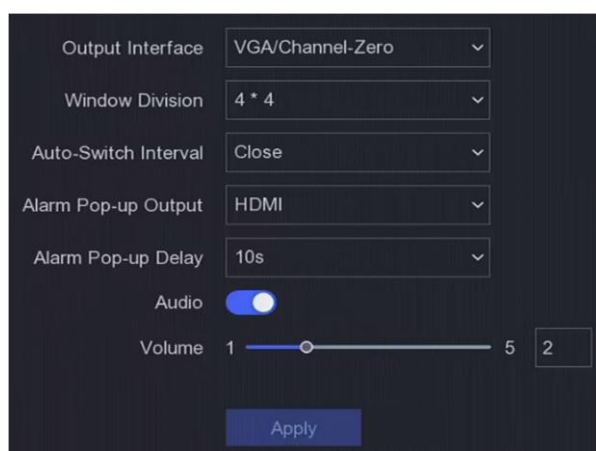 Output Interface VGA/Channel-Zero
Window Division 4 * 4
Auto-Switch Interval Close
Alarm Pop-up Output HDMI
Alarm Pop-up Delay 10s
Audio
Volume 1 5 2
Apply